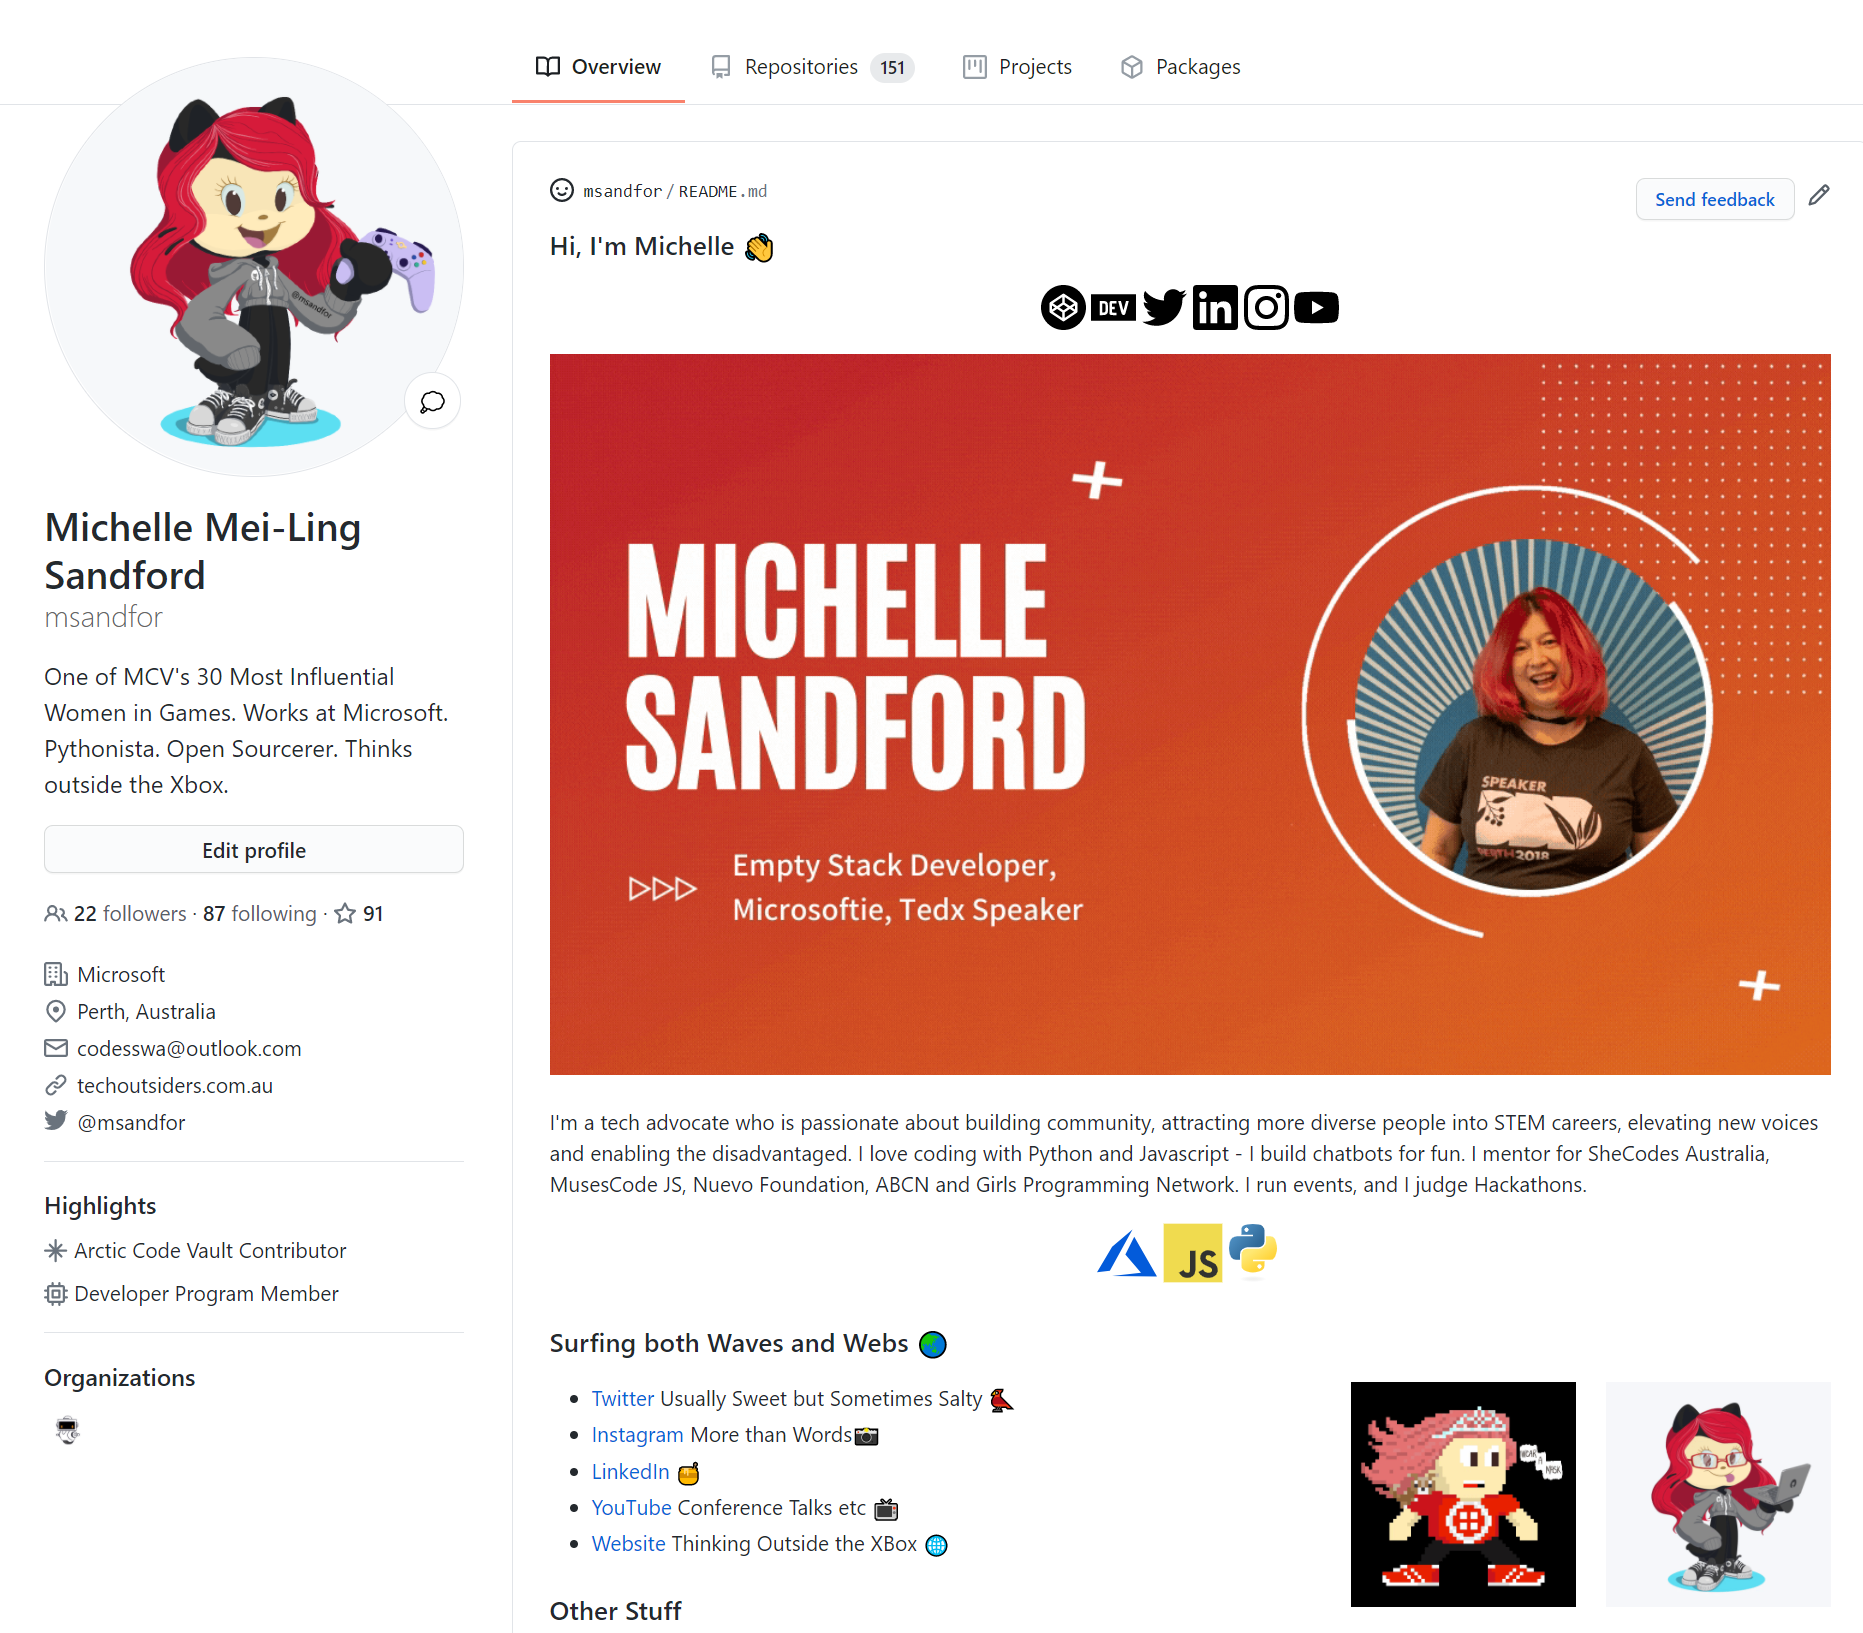 Overview
Repositories 151
Projects
Packages
@msandfor
Michelle Mei-Ling
Sandford
msandfor
One of MCV's 30 Most Influential
Women in Games. Works at Microsoft.
Pythonista. Open Sourcerer. Thinks
outside the Xbox.
Edit profile
22 followers · 87 following · 91
Microsoft
Perth, Australia
codesswa@outlook.com
techoutsiders.com.au
@msandfor
Highlights
Arctic Code Vault Contributor
Developer Program Member
Organizations
msandfor/README.md
Send feedback
Hi, I'm Michelle 👋
DEV
in
MICHELLE
SANDFORD
Empty Stack Developer,
Microsoftie, Tedx Speaker
SPEAKER
DDD
PERTH 2018
I'm a tech advocate who is passionate about building community, attracting more diverse people into STEM careers, elevating new voices
and enabling the disadvantaged. I love coding with Python and Javascript - I build chatbots for fun. I mentor for SheCodes Australia,
MusesCode JS, Nuevo Foundation, ABCN and Girls Programming Network. I run events, and I judge Hackathons.
JS
Surfing both Waves and Webs 🌏
• Twitter Usually Sweet but Sometimes Salty
• Instagram More than Words📸
• LinkedIn 🍯
• YouTube Conference Talks etc 📺
• Website Thinking Outside the XBox 🌐
WEAR
A
MASK
Other Stuff